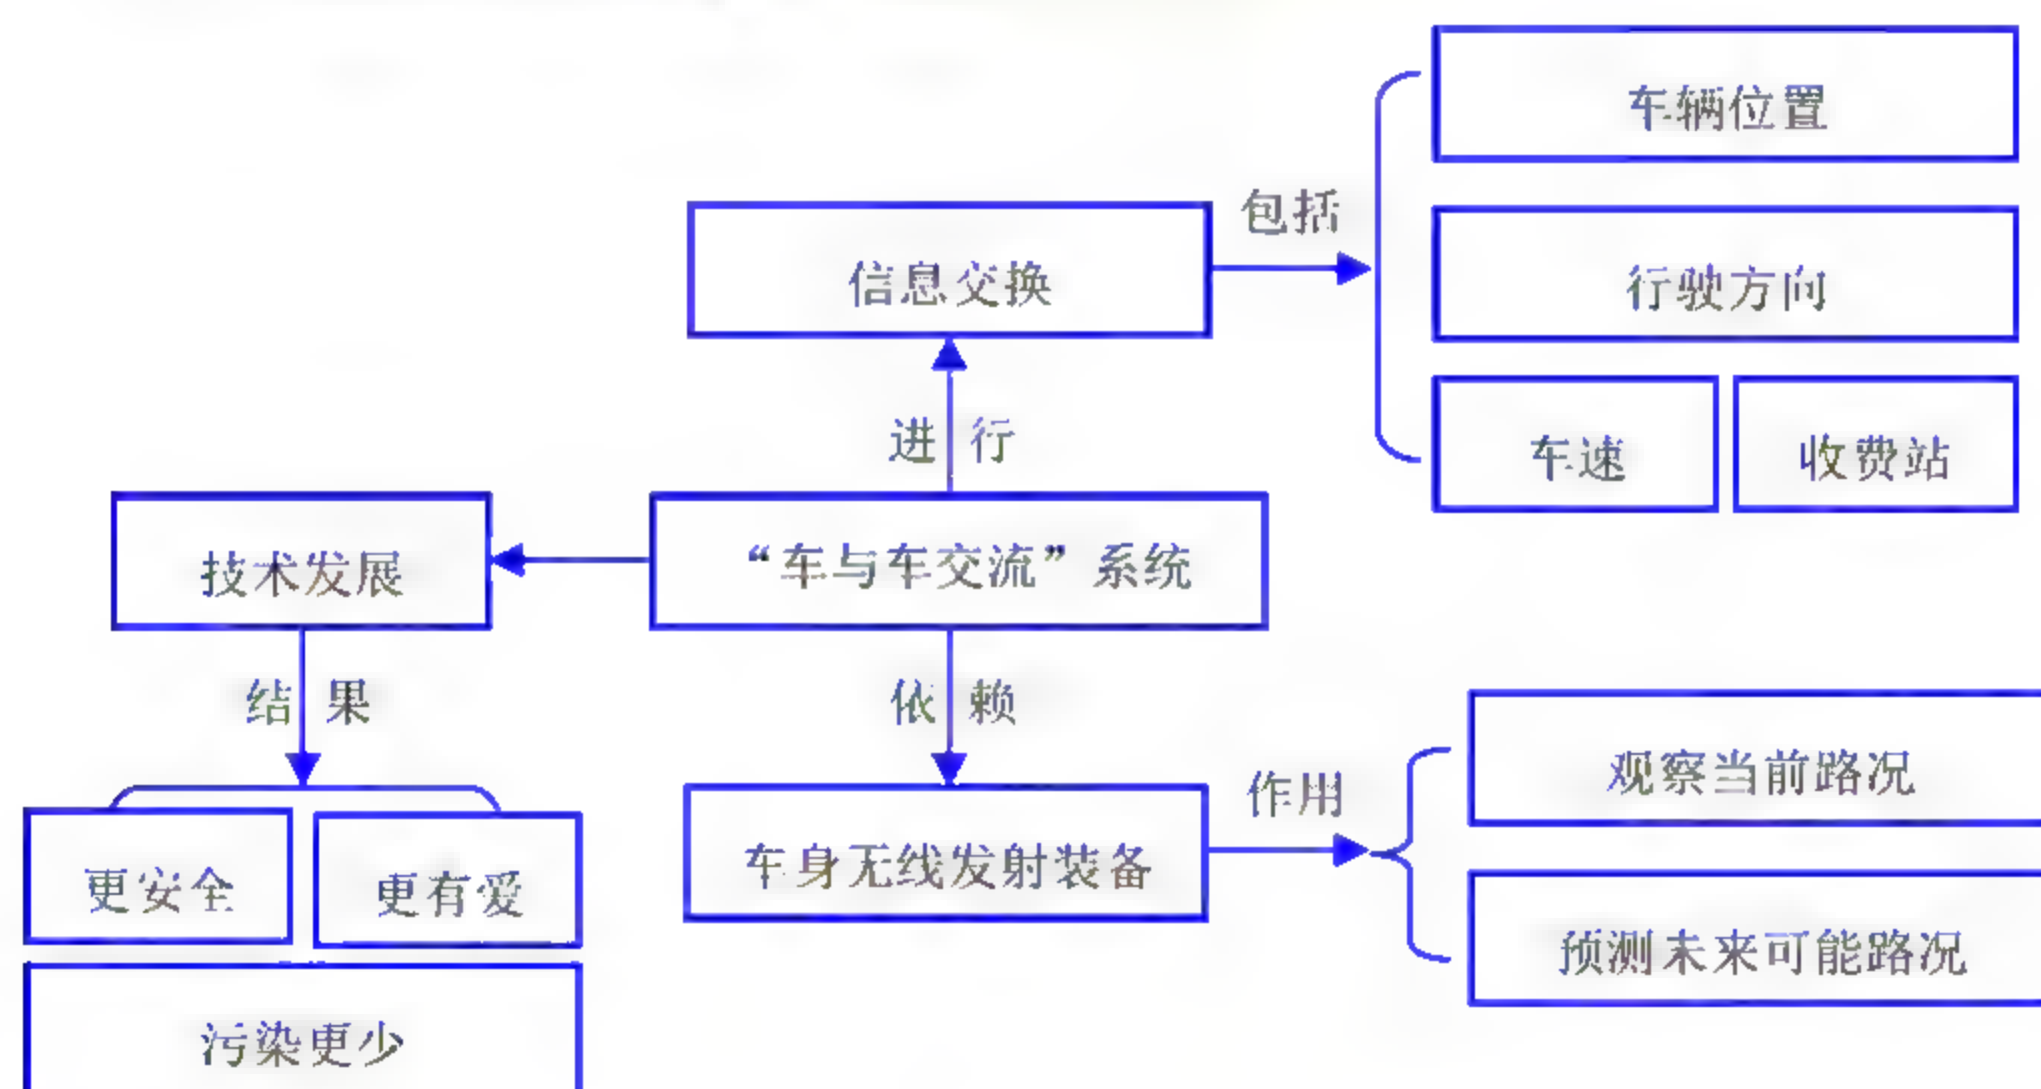 车辆位置
包括
信息交换
行驶方向
进行
车速
收费站
技术发展
“车与车交流”系统
结果
依赖
观察当前路况
作用
更安全
更有爱
车身无线发射装备
预测未来可能路况
污染更少